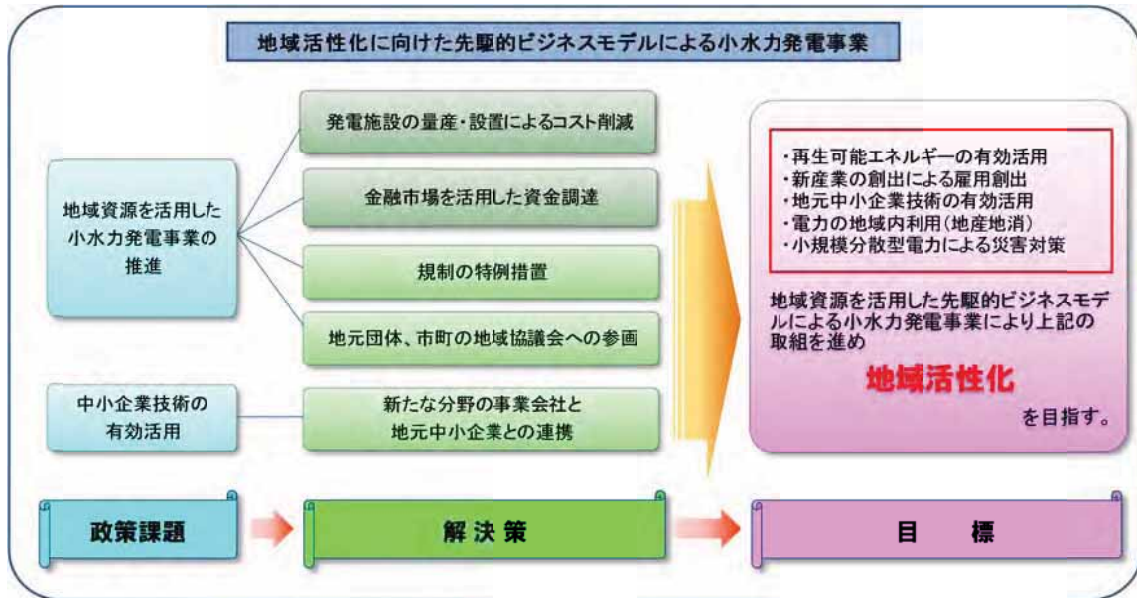 地域活性化に向けた先駆的ビジネスモデルによる小水力発電事業
地域資源を活用した
小水力発電事業の
推進
中小企業技術の
有効活用
発電施設の量産・設置によるコスト削減
金融市場を活用した資金調達
規制の特例措置
地元団体、市町の地域協議会への参画
新たな分野の事業会社と
地元中小企業との連携
・再生可能エネルギーの有効活用
・新産業の創出による雇用創出
・地元中小企業技術の有効活用
・電力の地域内利用(地産地消)
・小規模分散型電力による災害対策
地域資源を活用した先駆的ビジネスモデ
ルによる小水力発電事業により上記の
取組を進め
地域活性化
を目指す。
政策課題
解決策
目 標